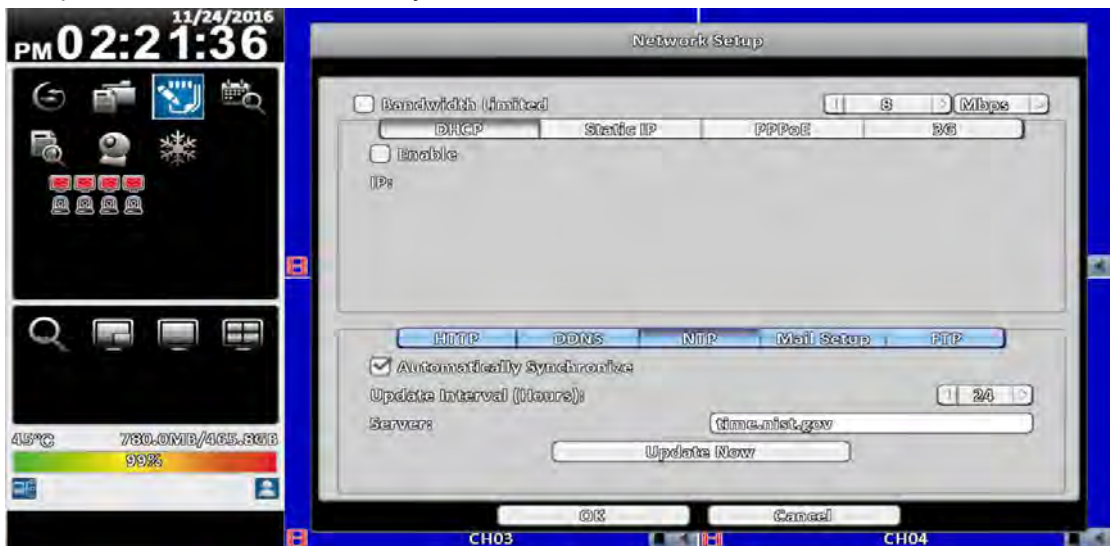 11/24/2016
PM 02:21:36
Network Setup
Bandwidth Limited 8 Mbps
DHCP Static IP PPPoE 3G
Enable
IP:
HTTP DDNS NTP Mail Setup FTP
Automatically Synchronize
Update Interval (Hours): 24
Server: time.nist.gov
Update Now
45°C 780.0MB/465.8GB
99%
OK Cancel
CH03 CH04